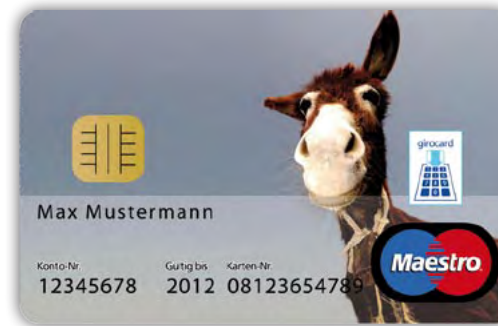 girocard
Max Mustermann
Maestro
Konto-Nr. Gültig bis Karten-Nr.
12345678 2012 08123654789